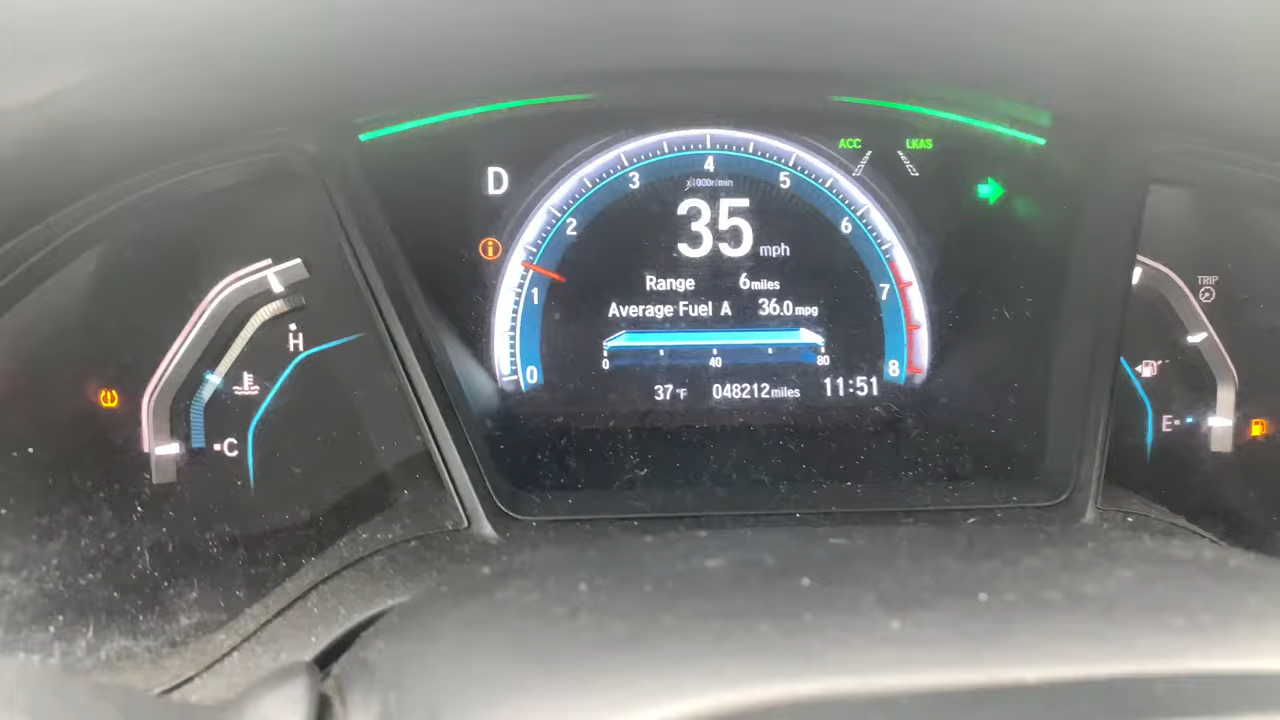 ACC LKAS
D
0 1 2 3 4 5 6 7 8
x1000r/min
35 mph
Range 6 miles
Average Fuel A 36.0 mpg
0 40 80
37 °F 048212 miles 11:51
H
C
TRIP
E